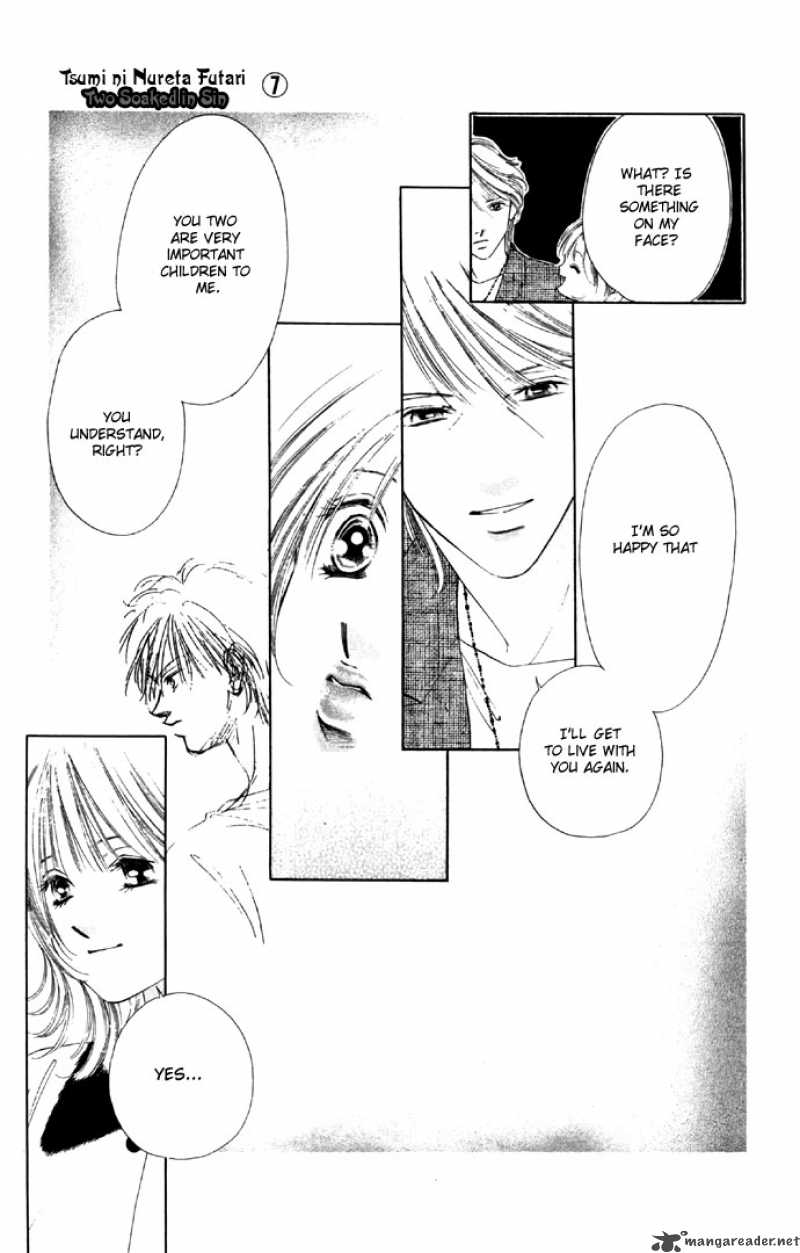 Tsumi ni Nureta Futari
Two Soaked in Sin
7
WHAT? IS
THERE
SOMETHING
ON MY
FACE?
I'M SO
HAPPY THAT
I'LL GET
TO LIVE WITH
YOU AGAIN.
YOU TWO
ARE VERY
IMPORTANT
CHILDREN TO
ME.
YOU
UNDERSTAND,
RIGHT?
YES...
mangareader.net